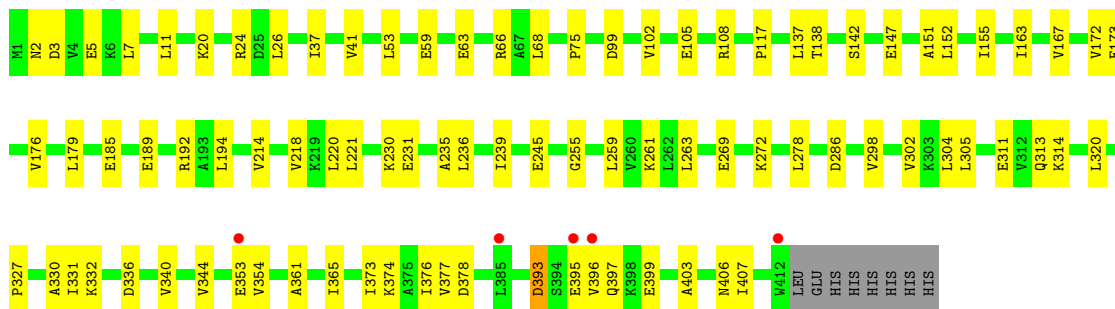 M1 N2 D3 V4 E5 K6 L7 L11 K20 R24 D25 L26 I37 V41 L53 E59 E63 R66 A67 L68 P75 D99 V102 E105 R108 P117 L137 T138 S142 E147 A151 L152 I155 I163 V167 V172 E173
V176 L179 E185 E189 R192 A193 L194 V214 V218 K219 L220 L221 K230 E231 A235 L236 I239 E245 G255 L259 V260 K261 L262 L263 E269 K272 L278 D286 V298 V302 K303 L304 L305 E311 V312 Q313 K314 L320
P327 A330 I331 K332 D336 V340 V344 E353 V354 A361 I365 I373 K374 A375 I376 V377 D378 L385 D393 S394 E395 V396 Q397 K398 E399 A403 N406 I407 W412 LEU GLU HIS HIS HIS HIS HIS HIS